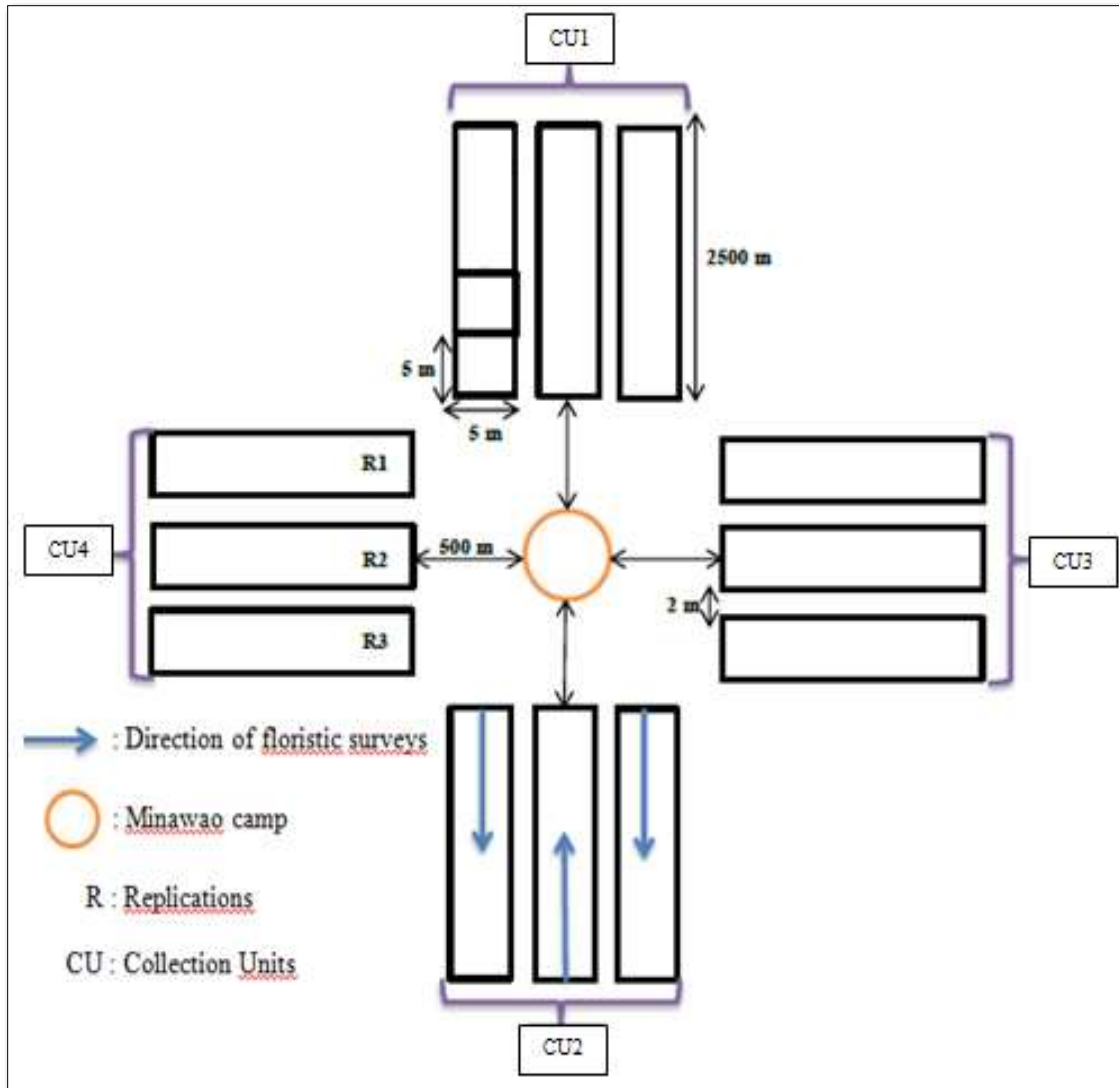 CU1
2500 m
5 m
5 m
R1
CU4
500 m
R2
CU3
2 m
R3
: Direction of floristic surveys
: Minawao camp
R : Replications
CU : Collection Units
CU2